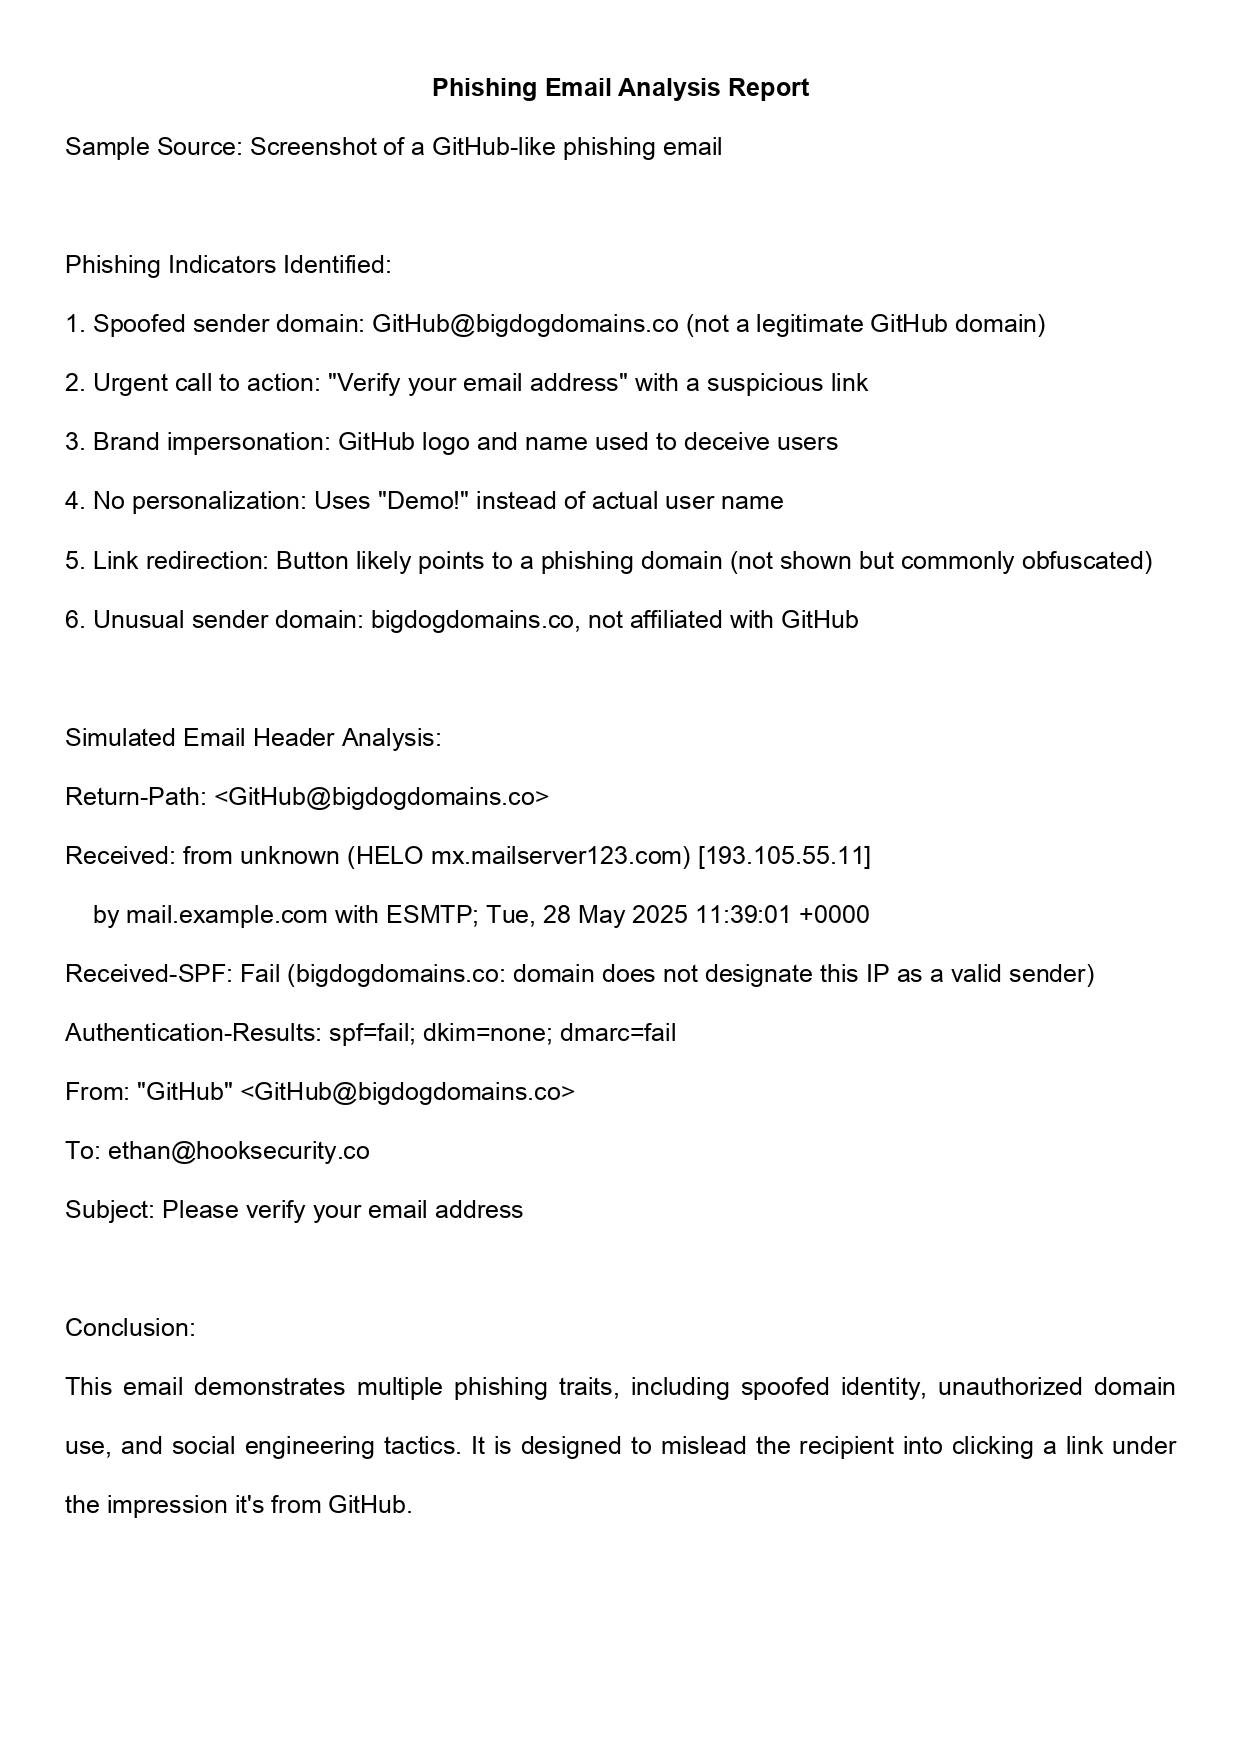 Phishing Email Analysis Report
Sample Source: Screenshot of a GitHub-like phishing email
Phishing Indicators Identified:
1. Spoofed sender domain: GitHub@bigdogdomains.co (not a legitimate GitHub domain)
2. Urgent call to action: "Verify your email address" with a suspicious link
3. Brand impersonation: GitHub logo and name used to deceive users
4. No personalization: Uses "Demo!" instead of actual user name
5. Link redirection: Button likely points to a phishing domain (not shown but commonly obfuscated)
6. Unusual sender domain: bigdogdomains.co, not affiliated with GitHub
Simulated Email Header Analysis:
Return-Path: <GitHub@bigdogdomains.co>
Received: from unknown (HELO mx.mailserver123.com) [193.105.55.11]
by mail.example.com with ESMTP; Tue, 28 May 2025 11:39:01 +0000
Received-SPF: Fail (bigdogdomains.co: domain does not designate this IP as a valid sender)
Authentication-Results: spf=fail; dkim=none; dmarc=fail
From: "GitHub" <GitHub@bigdogdomains.co>
To: ethan@hooksecurity.co
Subject: Please verify your email address
Conclusion:
This email demonstrates multiple phishing traits, including spoofed identity, unauthorized domain
use, and social engineering tactics. It is designed to mislead the recipient into clicking a link under
the impression it's from GitHub.